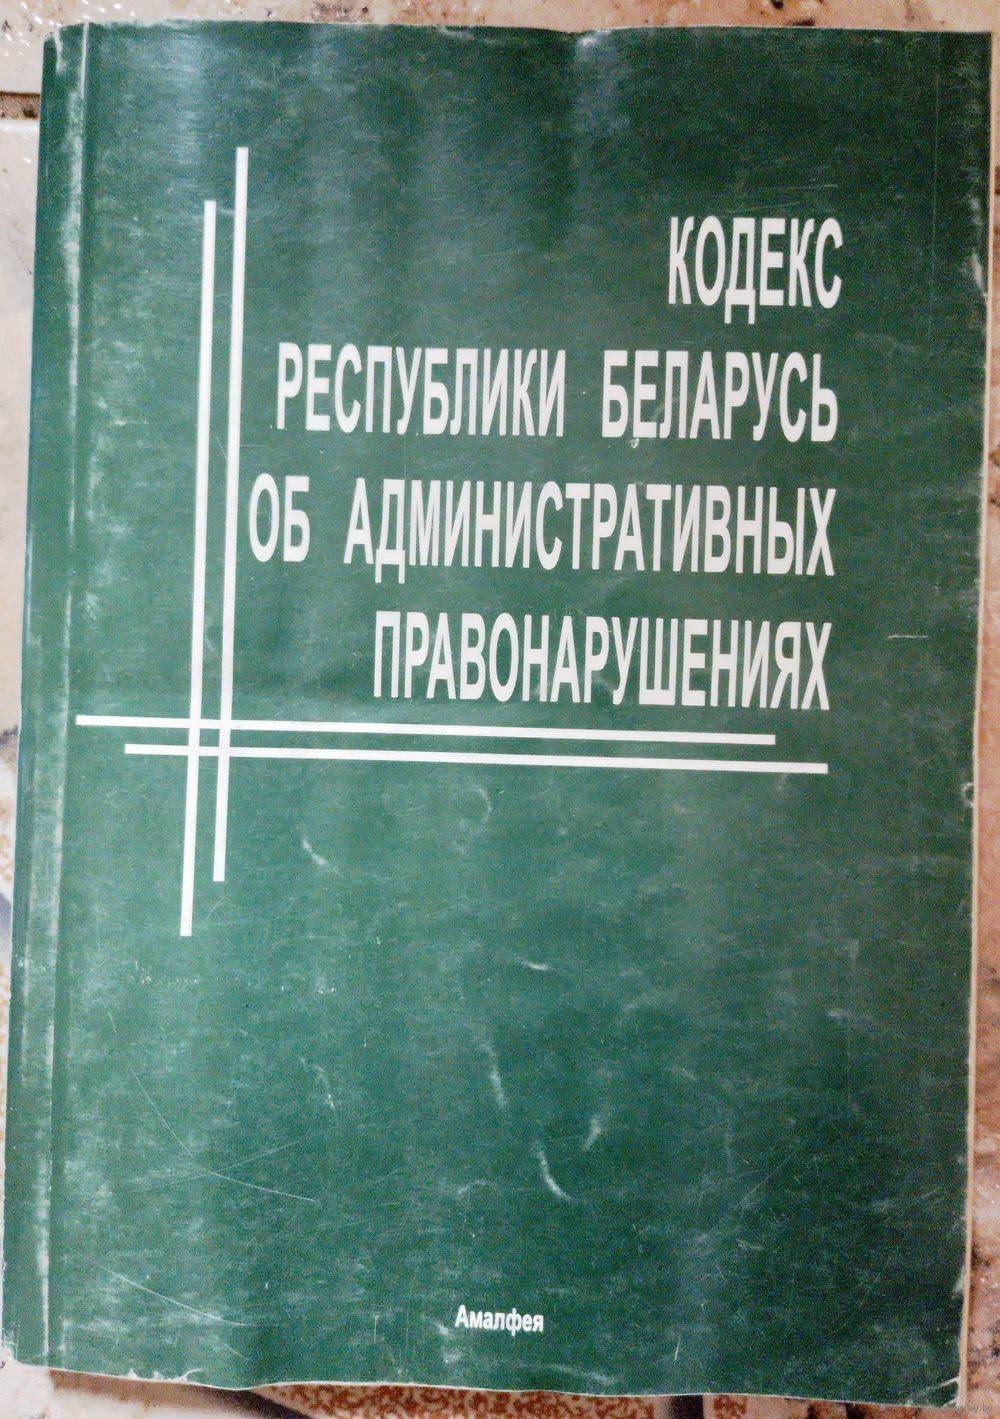 КОДЕКС
РЕСПУБЛИКИ БЕЛАРУСЬ
ОБ АДМИНИСТРАТИВНЫХ
ПРАВОНАРУШЕНИЯХ
Амалфея